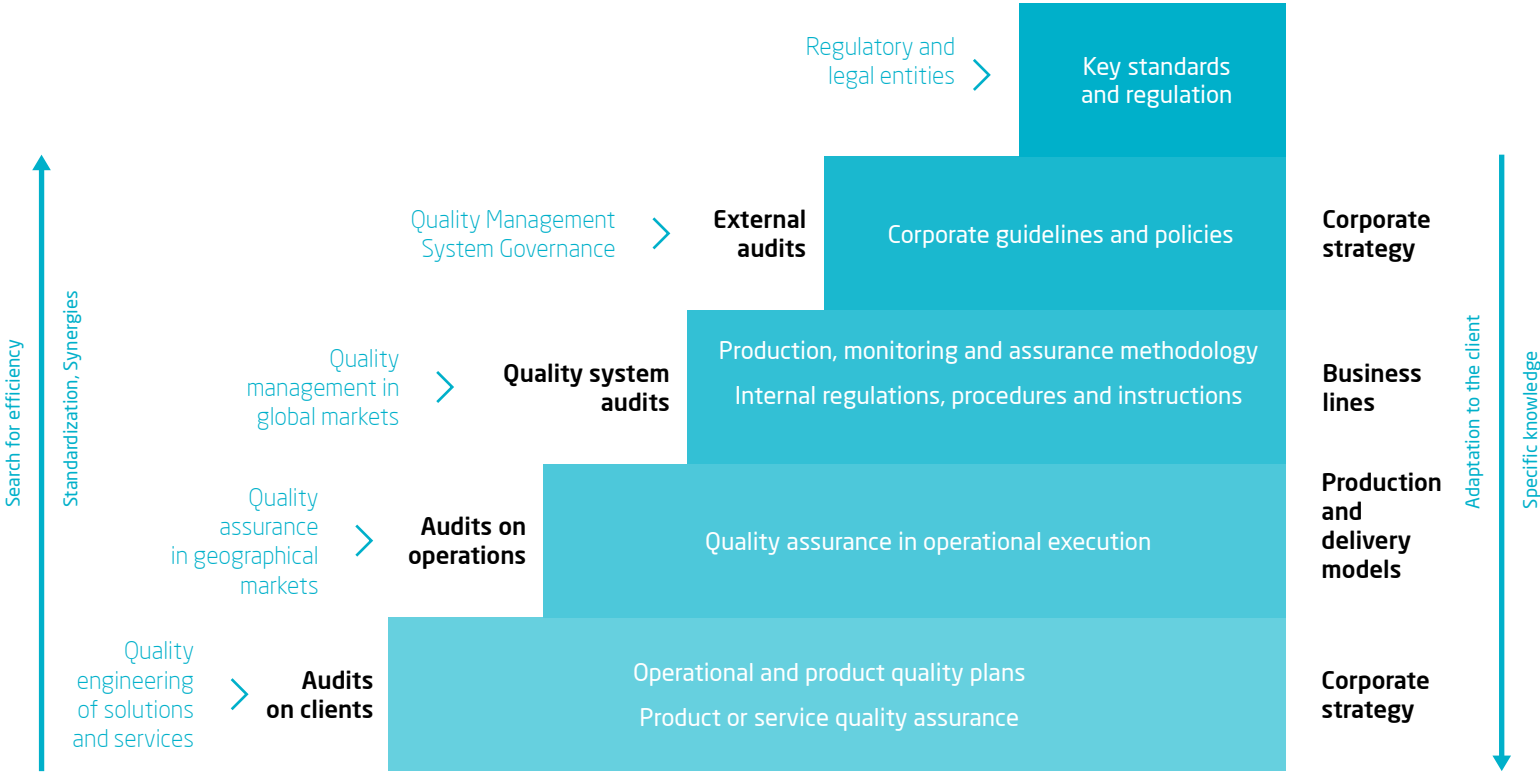 Regulatory and
legal entities
Key standards
and regulation
Quality Management
System Governance
External
audits
Corporate guidelines and policies
Corporate
strategy
Quality
management in
global markets
Quality system
audits
Production, monitoring and assurance methodology
Internal regulations, procedures and instructions
Business
lines
Quality
assurance
in geographical
markets
Audits on
operations
Quality assurance in operational execution
Production
and
delivery
models
Quality
engineering
of solutions
and services
Audits
on clients
Operational and product quality plans
Product or service quality assurance
Corporate
strategy
Search for efficiency
Standardization, Synergies
Adaptation to the client
Specific knowledge